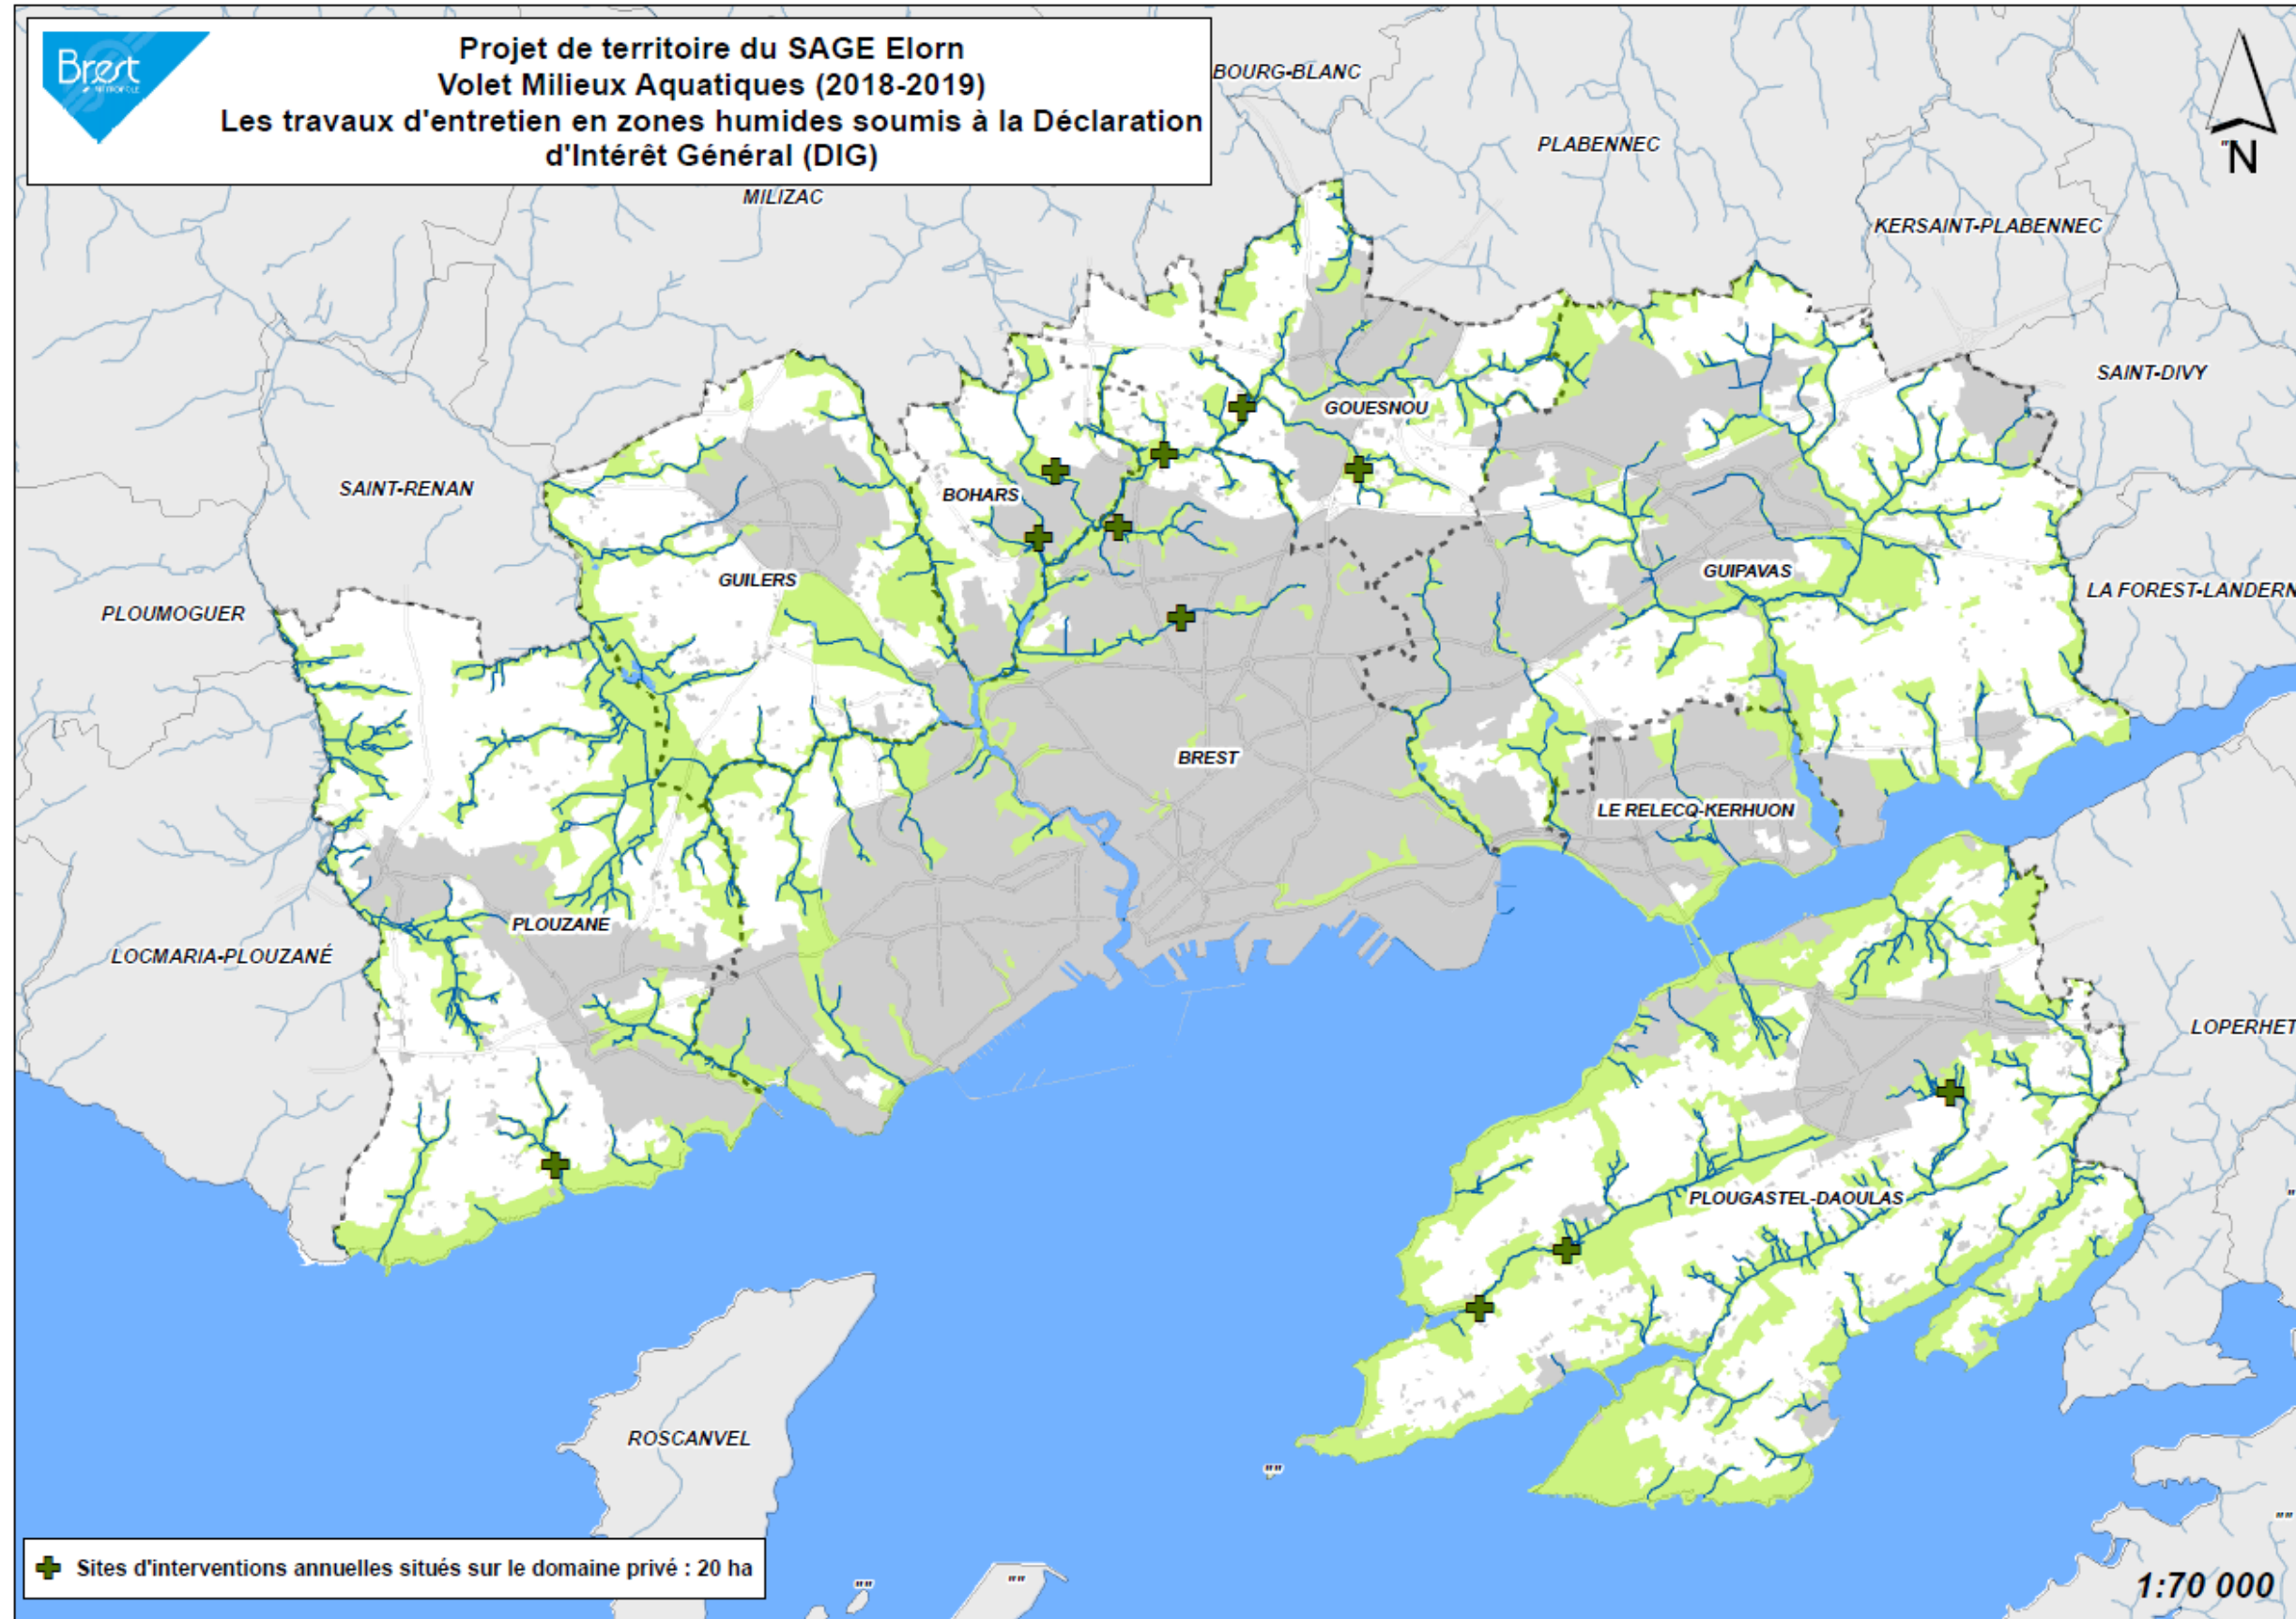 Brest
MÉTROPOLE
Projet de territoire du SAGE Elorn
Volet Milieux Aquatiques (2018-2019)
Les travaux d'entretien en zones humides soumis à la Déclaration
d'Intérêt Général (DIG)
BOURG-BLANC
PLABENNEC
"N
MILIZAC
KERSAINT-PLABENNEC
SAINT-DIVY
GOUESNOU
SAINT-RENAN
BOHARS
GUIPAVAS
GUILERS
LA FOREST-LANDERN
PLOUMOGUER
BREST
LE RELECQ-KERHUON
PLOUZANE
LOCMARIA-PLOUZANÉ
LOPERHET
PLOUGASTEL-DAOULAS
"
ROSCANVEL
""
""
Sites d'interventions annuelles situés sur le domaine privé : 20 ha
""
""
1:70 000